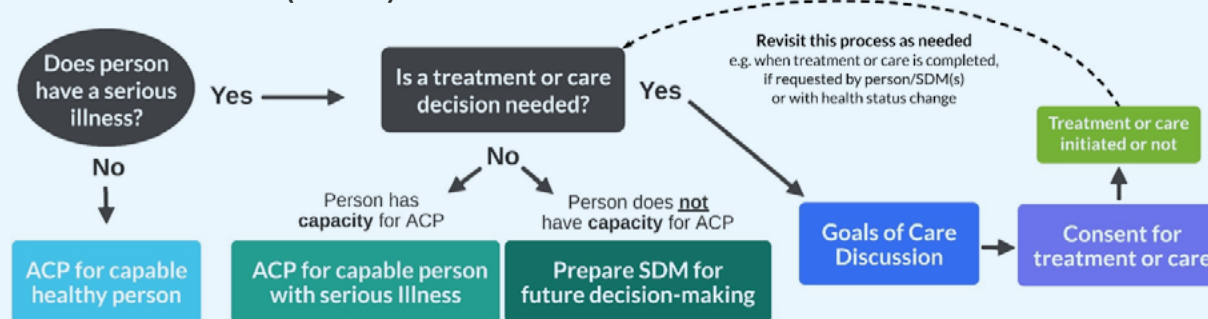 Does person
have a serious
illness?
Yes
Is a treatment or care
decision needed?
Yes
Revisit this process as needed
e.g. when treatment or care is completed,
if requested by person/SDM(s)
or with health status change
Treatment or care
initiated or not
No
No
Person has
capacity for ACP
Person does not
have capacity for ACP
ACP for capable
healthy person
ACP for capable person
with serious Illness
Prepare SDM for
future decision-making
Goals of Care
Discussion
Consent for
treatment or care